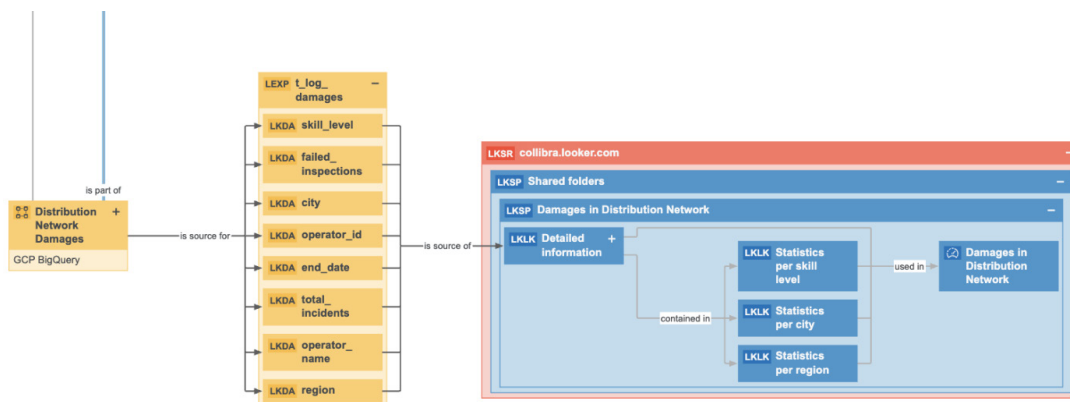 is part of
Distribution
Network
Damages
+
GCP BigQuery
is source for
LEXP t_log_
damages
−
LKDA skill_level
LKDA failed_
inspections
LKDA city
LKDA operator_id
LKDA end_date
LKDA total_
incidents
LKDA operator_
name
LKDA region
is source of
LKSR collibra.looker.com −
LKSP Shared folders −
LKSP Damages in Distribution Network −
LKLK Detailed
information
+
contained in
LKLK Statistics
per skill
level
LKLK Statistics
per city
LKLK Statistics
per region
used in
Damages in
Distribution
Network